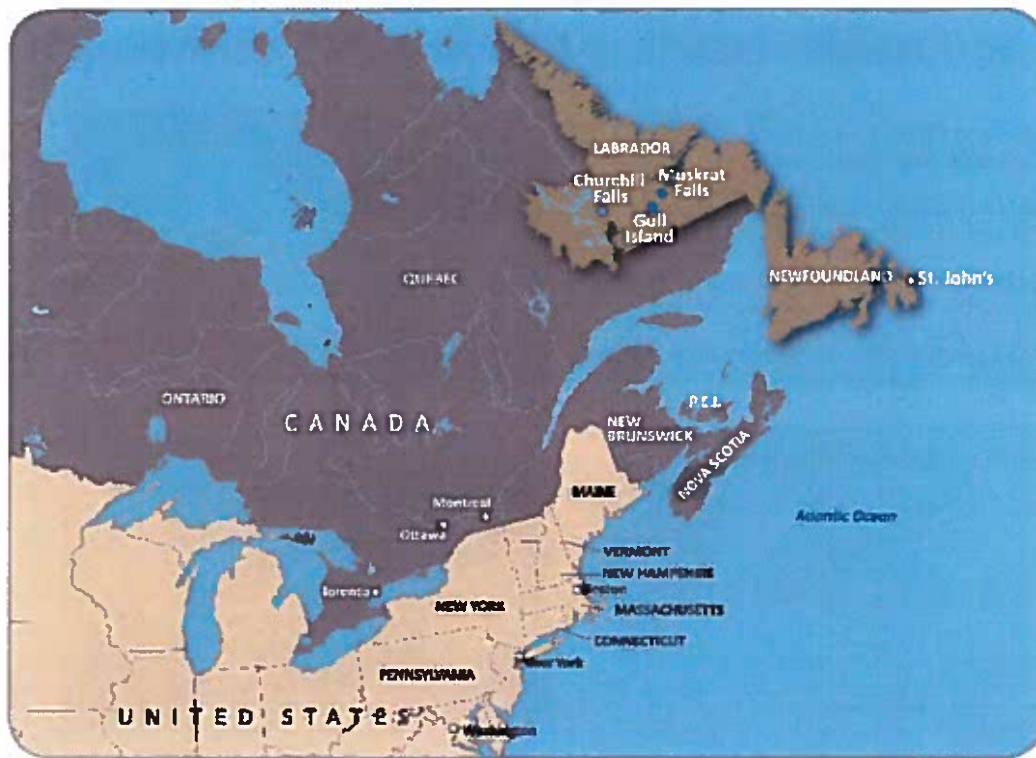 LABRADOR
Churchill
Falls
Muskrat
Falls
Gull
Island
QUEBEC
NEWFOUNDLAND
St. John's
ONTARIO
CANADA
P.E.I.
NEW
BRUNSWICK
NOVA SCOTIA
MAINE
Montreal
Ottawa
Atlantic Ocean
VERMONT
NEW HAMPSHIRE
Toronto
Boston
NEW YORK
MASSACHUSETTS
CONNECTICUT
New York
PENNSYLVANIA
UNITED STATES
Washington